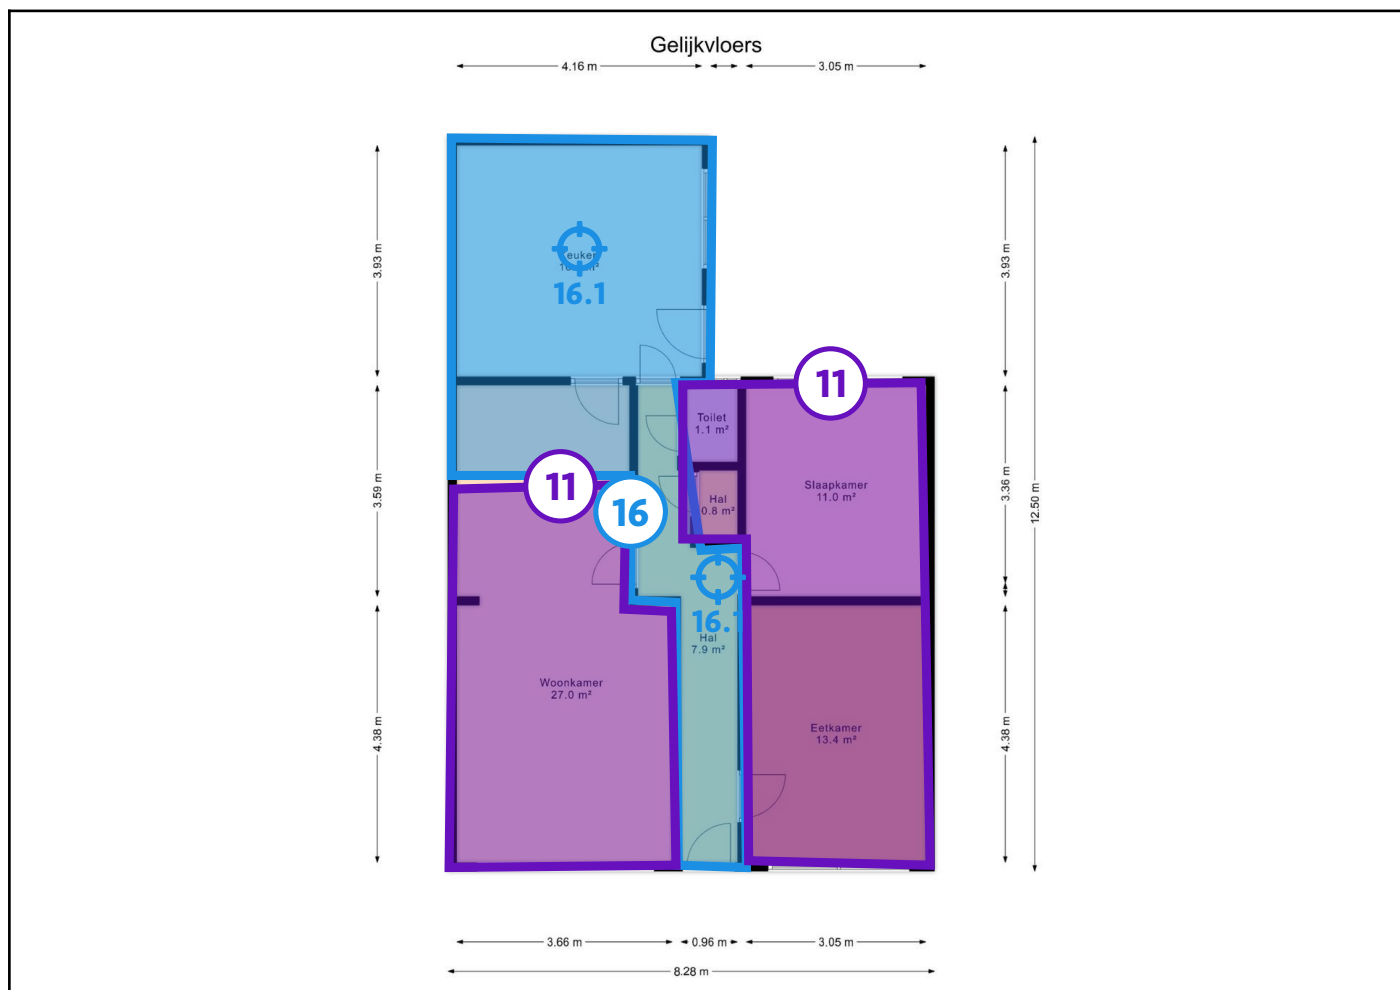 Gelijkvloers
4.16 m
3.05 m
3.93 m
3.93 m
16.1
11
Toilet
1.1 m²
Slaapkamer
11.0 m²
11
Hal
0.8 m²
16
3.59 m
3.36 m
12.50 m
Hal
7.9 m²
Woonkamer
27.0 m²
Eetkamer
13.4 m²
4.38 m
4.38 m
3.66 m
0.96 m
3.05 m
8.28 m